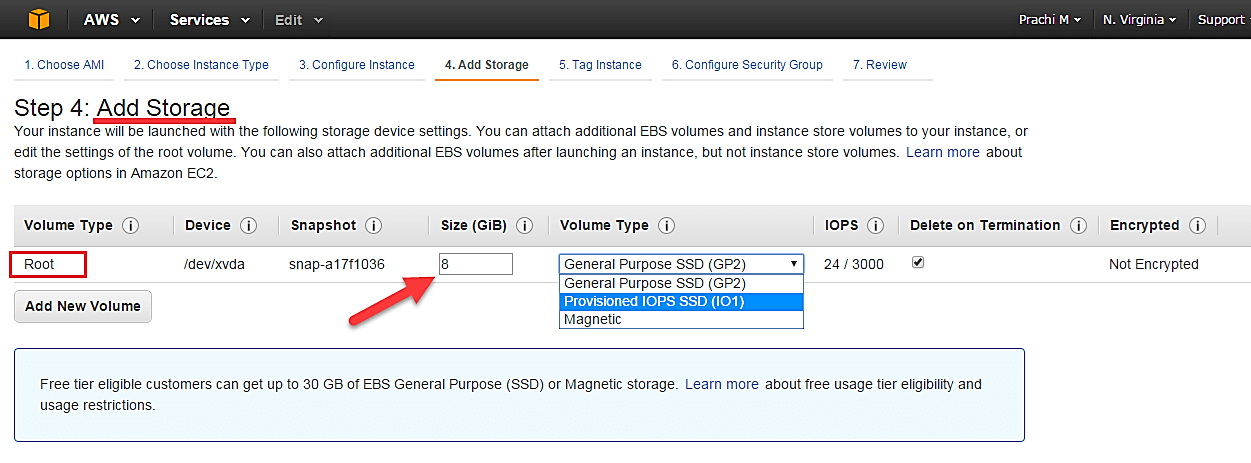 AWS Services Edit Prachi M N. Virginia Support
1. Choose AMI 2. Choose Instance Type 3. Configure Instance 4. Add Storage 5. Tag Instance 6. Configure Security Group 7. Review
Step 4: Add Storage
Your instance will be launched with the following storage device settings. You can attach additional EBS volumes and instance store volumes to your instance, or
edit the settings of the root volume. You can also attach additional EBS volumes after launching an instance, but not instance store volumes. Learn more about
storage options in Amazon EC2.
Volume Type i Device i Snapshot i Size (GiB) i Volume Type i IOPS i Delete on Termination i Encrypted i
Root /dev/xvda snap-a17f1036 8 General Purpose SSD (GP2) 24 / 3000 Not Encrypted
General Purpose SSD (GP2)
Provisioned IOPS SSD (IO1)
Magnetic
Add New Volume
Free tier eligible customers can get up to 30 GB of EBS General Purpose (SSD) or Magnetic storage. Learn more about free usage tier eligibility and
usage restrictions.